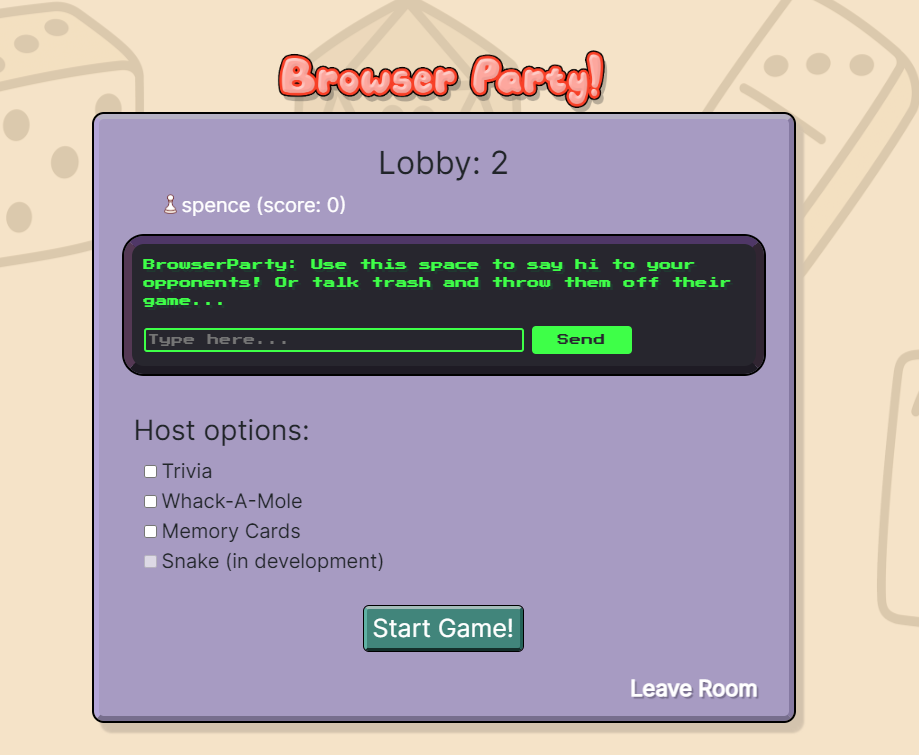 Browser Party!
Lobby: 2
spence (score: 0)
BrowserParty: Use this space to say hi to your
opponents! Or talk trash and throw them off their
game...
Type here...
Send
Host options:
Trivia
Whack-A-Mole
Memory Cards
Snake (in development)
Start Game!
Leave Room